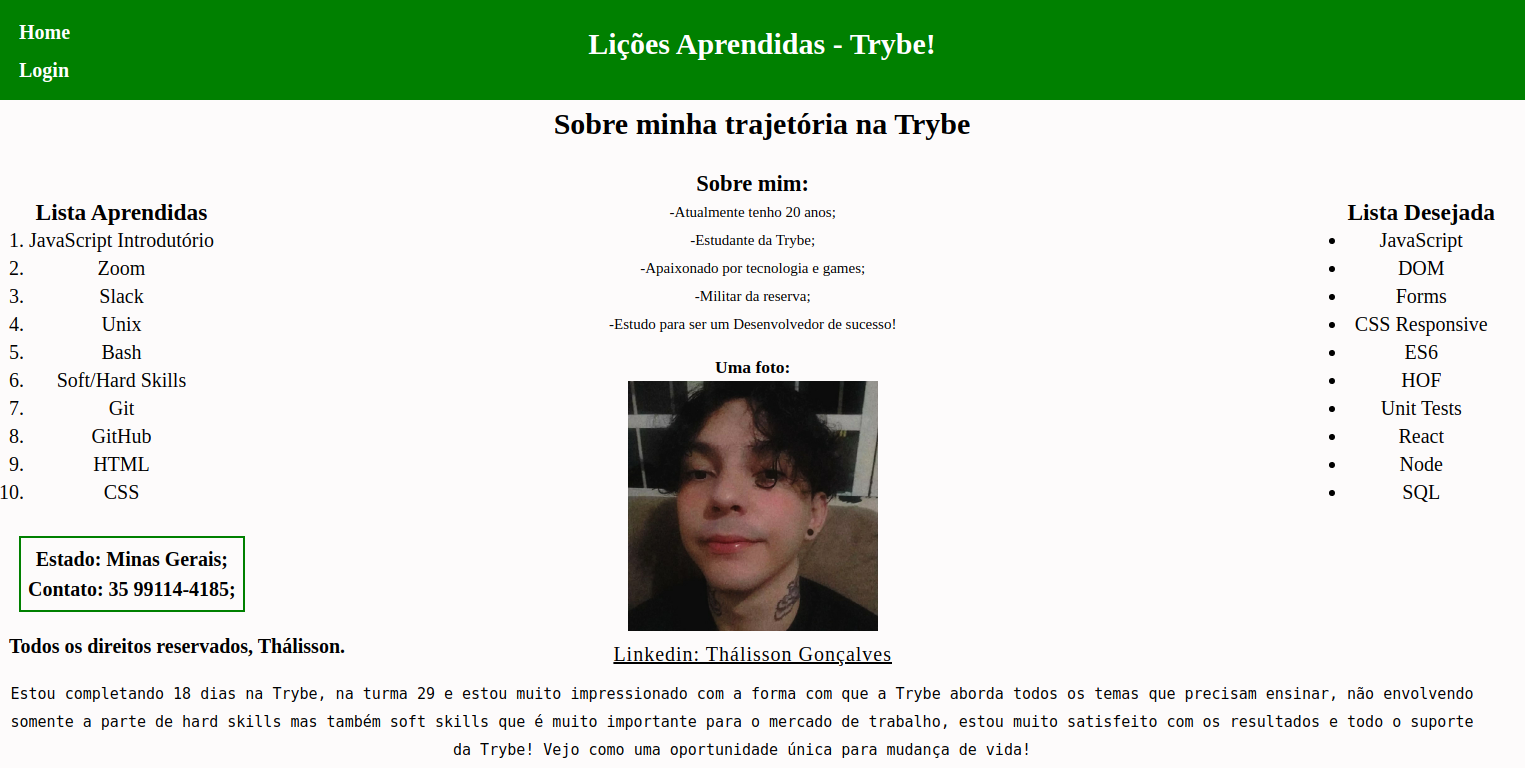 Home
Login
Lições Aprendidas - Trybe!
Sobre minha trajetória na Trybe
Lista Aprendidas
1. JavaScript Introdutório
2. Zoom
3. Slack
4. Unix
5. Bash
6. Soft/Hard Skills
7. Git
8. GitHub
9. HTML
10. CSS
Estado: Minas Gerais;
Contato: 35 99114-4185;
Todos os direitos reservados, Thálisson.
Sobre mim:
-Atualmente tenho 20 anos;
-Estudante da Trybe;
-Apaixonado por tecnologia e games;
-Militar da reserva;
-Estudo para ser um Desenvolvedor de sucesso!
Uma foto:
Linkedin: Thálisson Gonçalves
Lista Desejada
• JavaScript
• DOM
• Forms
• CSS Responsive
• ES6
• HOF
• Unit Tests
• React
• Node
• SQL
Estou completando 18 dias na Trybe, na turma 29 e estou muito impressionado com a forma com que a Trybe aborda todos os temas que precisam ensinar, não envolvendo
somente a parte de hard skills mas também soft skills que é muito importante para o mercado de trabalho, estou muito satisfeito com os resultados e todo o suporte
da Trybe! Vejo como uma oportunidade única para mudança de vida!